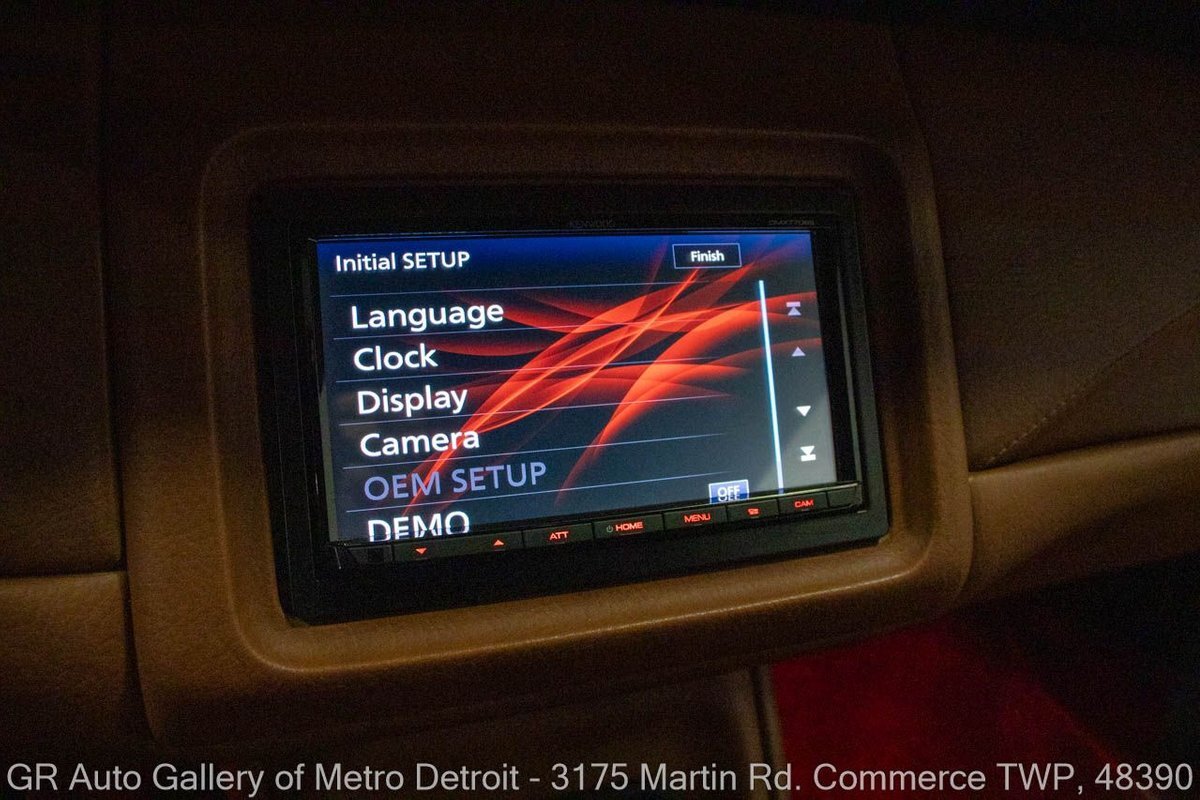 KENWOOD
Initial SETUP
Finish
Language
Clock
Display
Camera
OEM SETUP
DEMO
OFF
ATT
HOME
MENU
CAM
GR Auto Gallery of Metro Detroit - 3175 Martin Rd. Commerce TWP, 48390